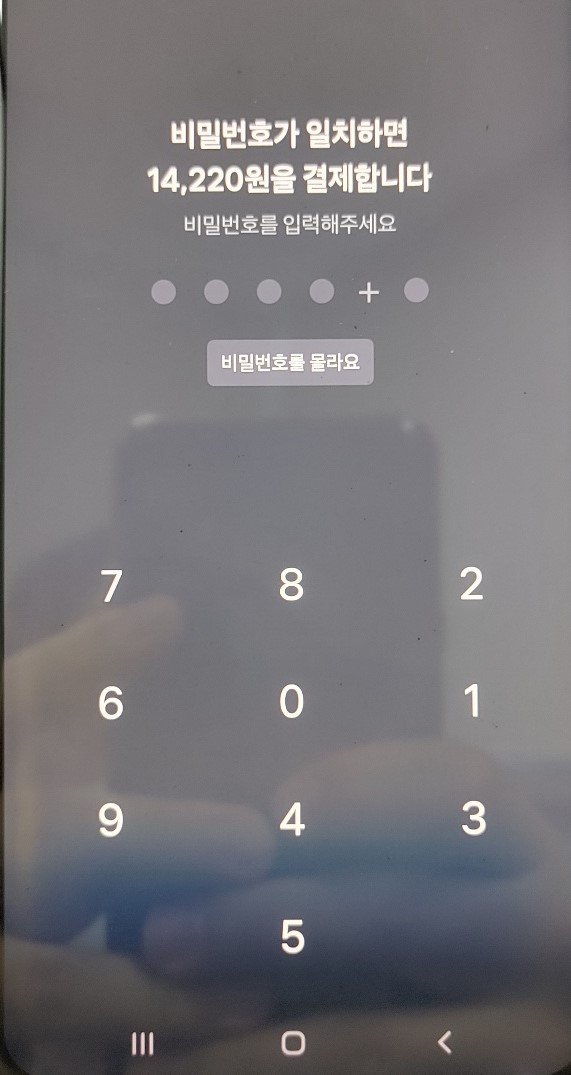 비밀번호가 일치하면
14,220원을 결제합니다
비밀번호를 입력해주세요
+
비밀번호를 몰라요
7 8 2
6 0 1
9 4 3
5